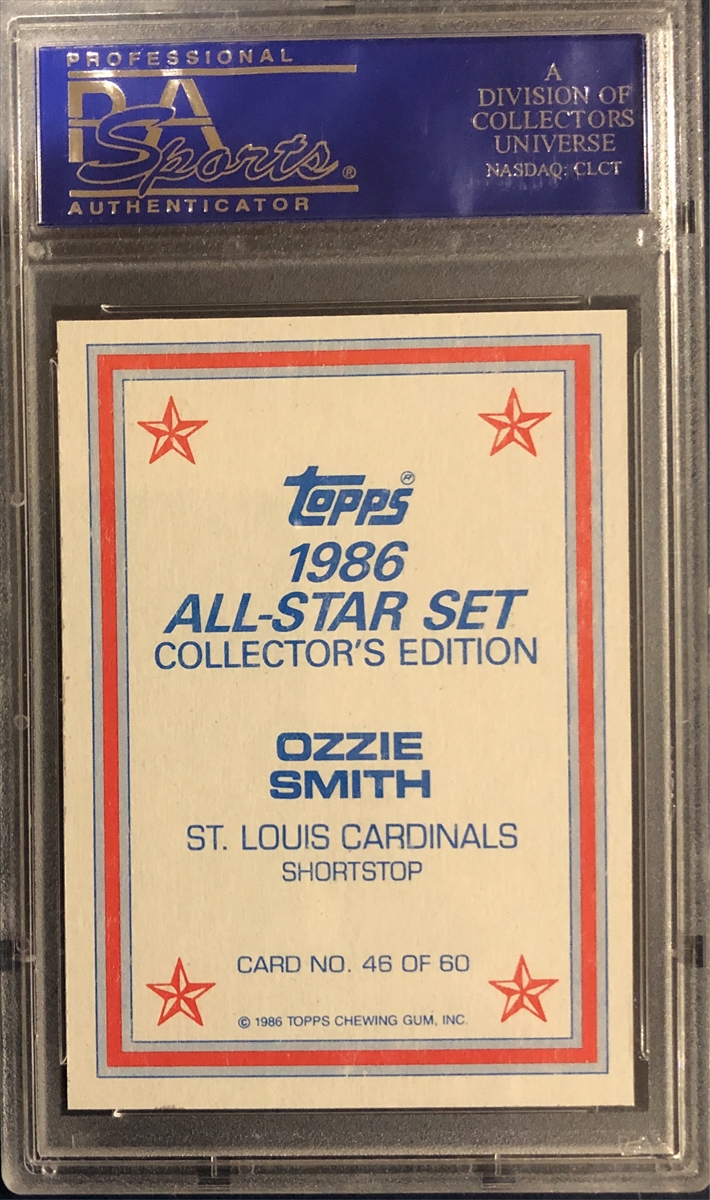 PROFESSIONAL
PSA
Sports®
AUTHENTICATOR
A
DIVISION OF
COLLECTORS
UNIVERSE
NASDAQ: CLCT
TOPPS®
1986
ALL-STAR SET
COLLECTOR'S EDITION
OZZIE
SMITH
ST. LOUIS CARDINALS
SHORTSTOP
CARD NO. 46 OF 60
© 1986 TOPPS CHEWING GUM, INC.